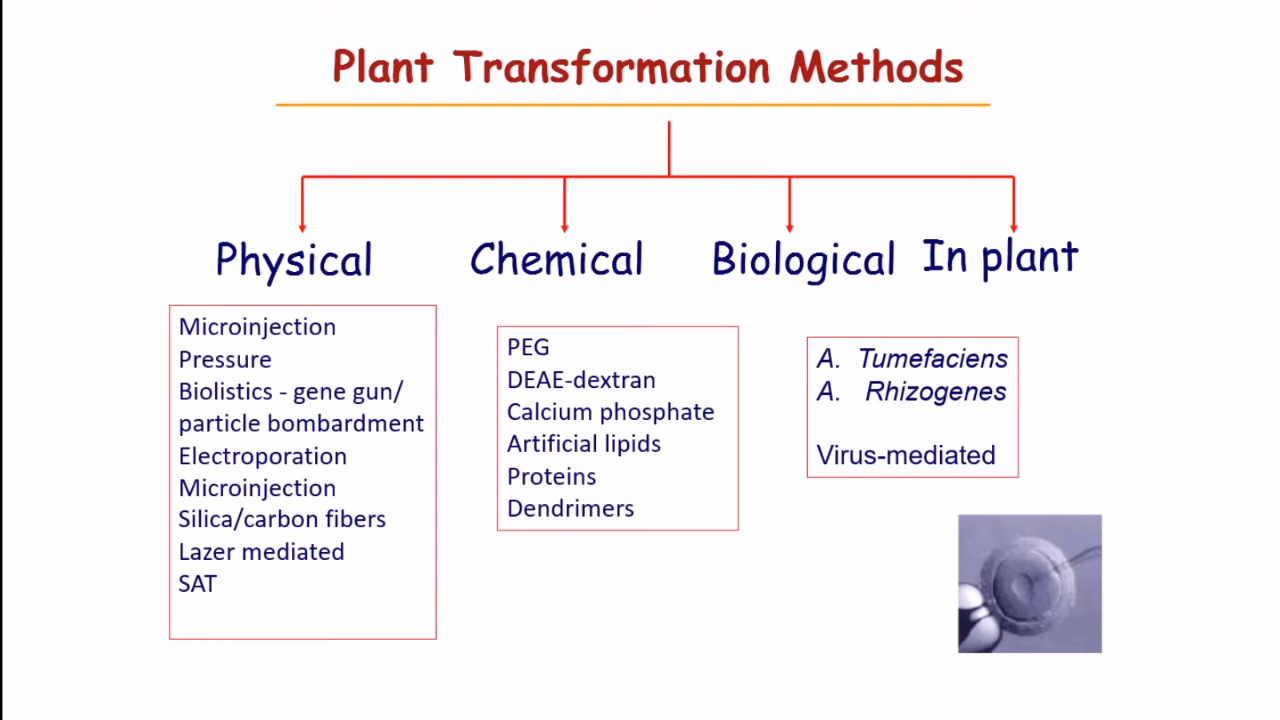 Plant Transformation Methods
Physical
Chemical
Biological
In plant
Microinjection
Pressure
Biolistics - gene gun/
particle bombardment
Electroporation
Microinjection
Silica/carbon fibers
Lazer mediated
SAT
PEG
DEAE-dextran
Calcium phosphate
Artificial lipids
Proteins
Dendrimers
A. Tumefaciens
A. Rhizogenes
Virus-mediated